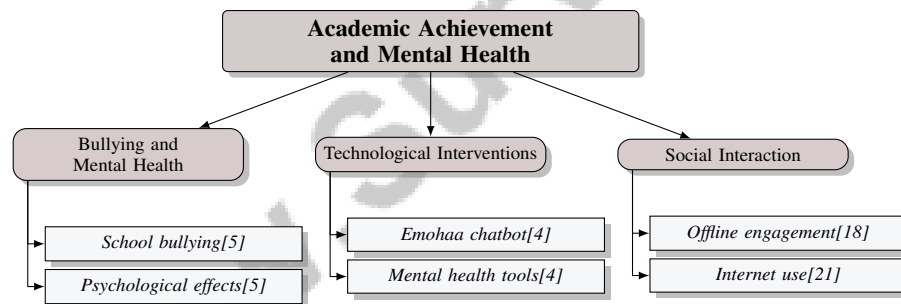 Academic Achievement
and Mental Health
Bullying and
Mental Health
School bullying[5]
Psychological effects[5]
Technological Interventions
Emohaa chatbot[4]
Mental health tools[4]
Social Interaction
Offline engagement[18]
Internet use[21]